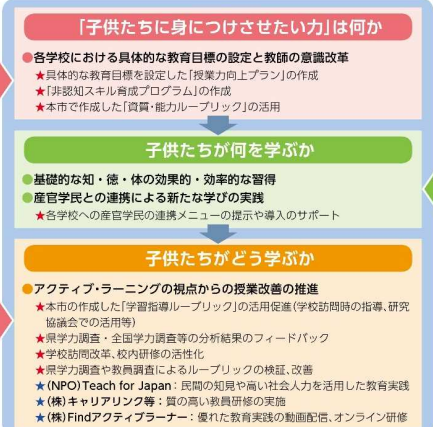 「子供たちに身につけさせたい力」は何か
●各学校における具体的な教育目標の設定と教師の意識改革
★具体的な教育目標を設定した「授業力向上プラン」の作成
★「非認知スキル育成プログラム」の作成
★本市で作成した「資質・能力ルーブリック」の活用
子供たちが何を学ぶか
●基礎的な知・徳・体の効果的・効率的な習得
●産官学民との連携による新たな学びの実践
★各学校への産官学民の連携メニューの提示や導入のサポート
子供たちがどう学ぶか
●アクティブ・ラーニングの視点からの授業改善の推進
★本市の作成した「学習指導ルーブリック」の活用促進(学校訪問時の指導、研究
協議会での活用等)
★県学力調査・全国学力調査等の分析結果のフィードバック
★学校訪問改革、校内研修の活性化
★県学力調査や教員調査によるルーブリックの検証、改善
★(NPO)Teach for Japan：民間の知見や高い社会人力を活用した教育実践
★(株)キャリアリンク等：質の高い教員研修の実施
★(株)Findアクティブラーナー：優れた教育実践の動画配信、オンライン研修